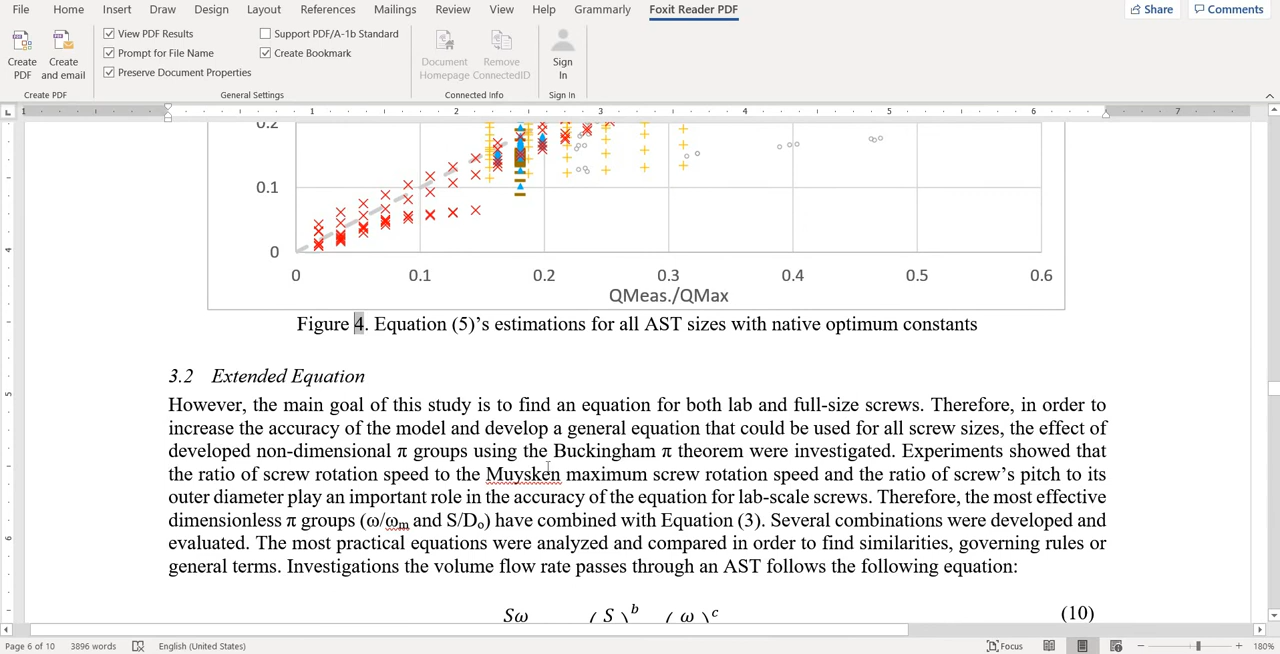 File Home Insert Draw Design Layout References Mailings Review View Help Grammarly Foxit Reader PDF Share Comments
View PDF Results Support PDF/A-1b Standard
Prompt for File Name Create Bookmark
Preserve Document Properties
Create PDF Create and email Document Homepage Remove ConnectedID Sign In
Create PDF General Settings Connected Info Sign In
1 1 2 3 4 5 6 7
0.2
0.1
0
0 0.1 0.2 0.3 0.4 0.5 0.6
QMeas./QMax
Figure 4. Equation (5)’s estimations for all AST sizes with native optimum constants
3.2 Extended Equation
However, the main goal of this study is to find an equation for both lab and full-size screws. Therefore, in order to
increase the accuracy of the model and develop a general equation that could be used for all screw sizes, the effect of
developed non-dimensional π groups using the Buckingham π theorem were investigated. Experiments showed that
the ratio of screw rotation speed to the Muysken maximum screw rotation speed and the ratio of screw’s pitch to its
outer diameter play an important role in the accuracy of the equation for lab-scale screws. Therefore, the most effective
dimensionless π groups (ω/ωm and S/Do) have combined with Equation (3). Several combinations were developed and
evaluated. The most practical equations were analyzed and compared in order to find similarities, governing rules or
general terms. Investigations the volume flow rate passes through an AST follows the following equation:
Sω ( S )b ( ω )c (10)
Page 6 of 10 3896 words English (United States) Focus 180%